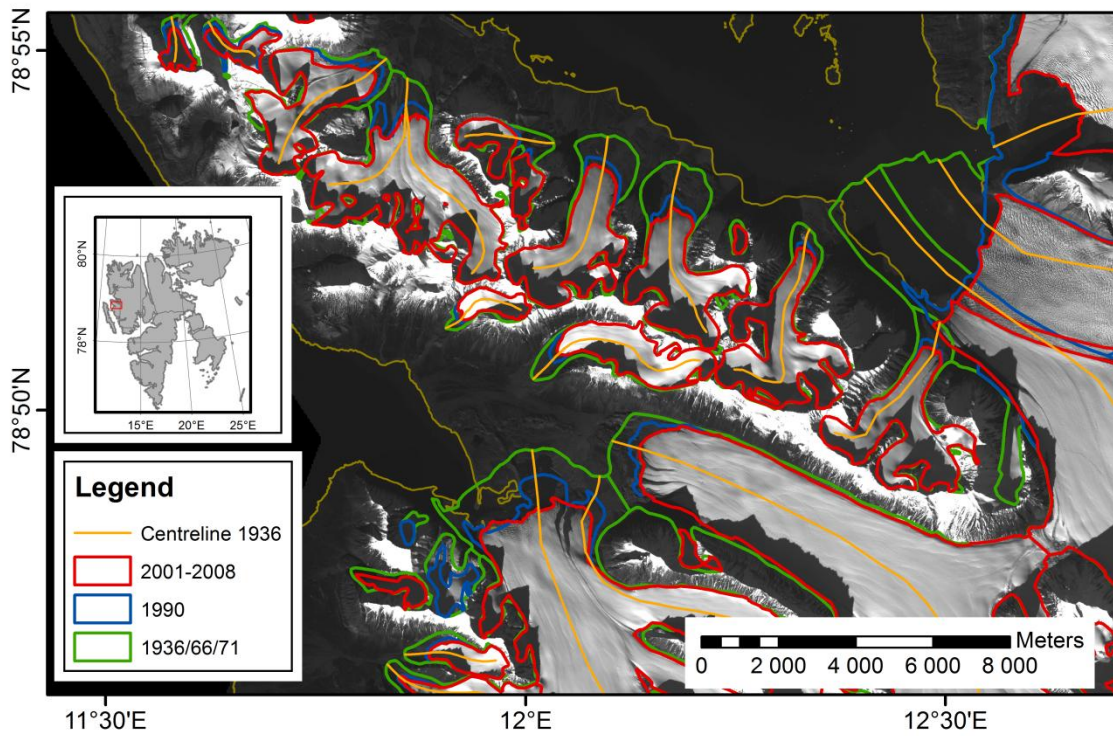 78°55'N
78°50'N
80°N
78°N
15°E 20°E 25°E
Legend
Centreline 1936
2001-2008
1990
1936/66/71
Meters
0 2 000 4 000 6 000 8 000
11°30'E 12°E 12°30'E